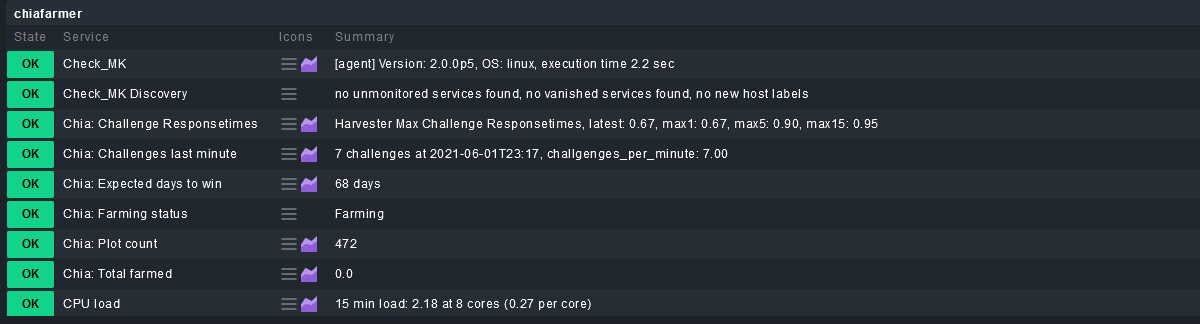 chiafarmer
State Service Icons Summary
OK Check_MK [agent] Version: 2.0.0p5, OS: linux, execution time 2.2 sec
OK Check_MK Discovery no unmonitored services found, no vanished services found, no new host labels
OK Chia: Challenge Responsetimes Harvester Max Challenge Responsetimes, latest: 0.67, max1: 0.67, max5: 0.90, max15: 0.95
OK Chia: Challenges last minute 7 challenges at 2021-06-01T23:17, challgenges_per_minute: 7.00
OK Chia: Expected days to win 68 days
OK Chia: Farming status Farming
OK Chia: Plot count 472
OK Chia: Total farmed 0.0
OK CPU load 15 min load: 2.18 at 8 cores (0.27 per core)